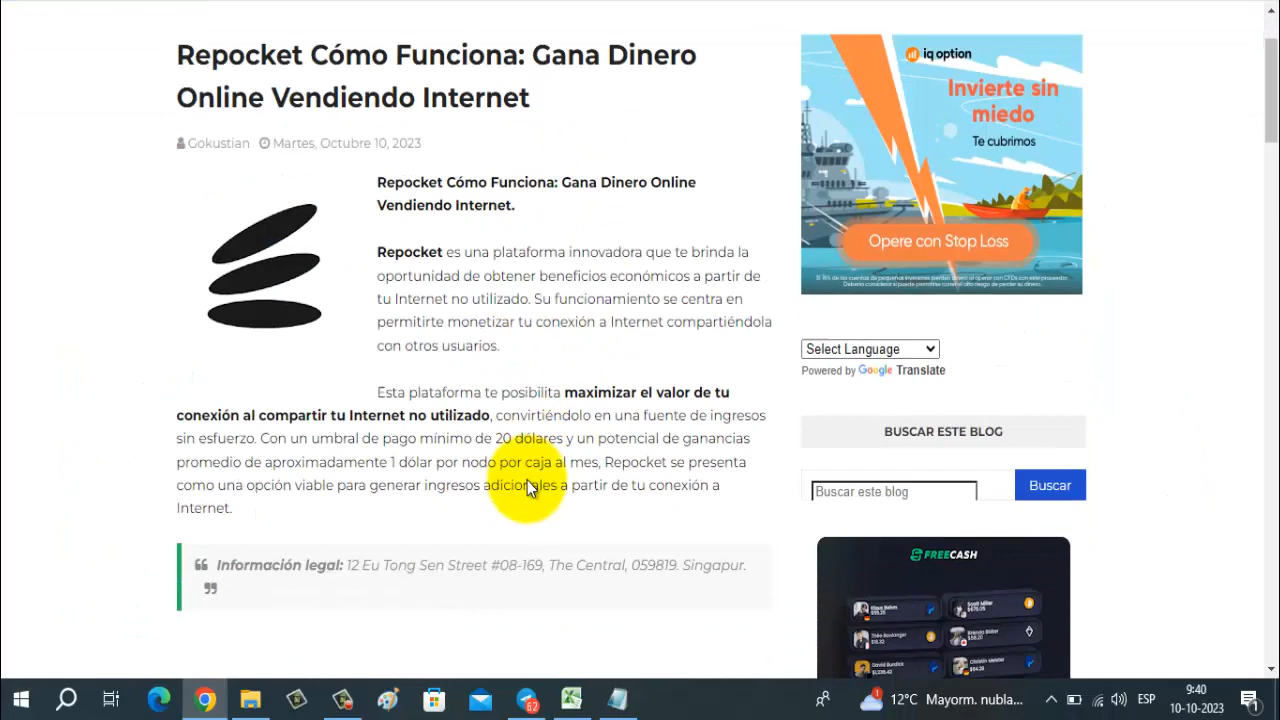 Repocket Cómo Funciona: Gana Dinero
Online Vendiendo Internet
Gokustian Martes, Octubre 10, 2023
Repocket Cómo Funciona: Gana Dinero Online
Vendiendo Internet.
Repocket es una plataforma innovadora que te brinda la
oportunidad de obtener beneficios económicos a partir de
tu Internet no utilizado. Su funcionamiento se centra en
permitirte monetizar tu conexión a Internet compartiéndola
con otros usuarios.
Esta plataforma te posibilita maximizar el valor de tu
conexión al compartir tu Internet no utilizado, convirtiéndolo en una fuente de ingresos
sin esfuerzo. Con un umbral de pago mínimo de 20 dólares y un potencial de ganancias
promedio de aproximadamente 1 dólar por nodo por caja al mes, Repocket se presenta
como una opción viable para generar ingresos adicionales a partir de tu conexión a
Internet.
❝ Información legal: 12 Eu Tong Sen Street #08-169, The Central, 059819. Singapur.
❞
iq option
Invierte sin
miedo
Te cubrimos
Opere con Stop Loss
Select Language
Powered by Google Translate
BUSCAR ESTE BLOG
Buscar este blog
Buscar
FREECASH
62
1
12°C Mayorm. nubla...
ESP
9:40
10-10-2023
1